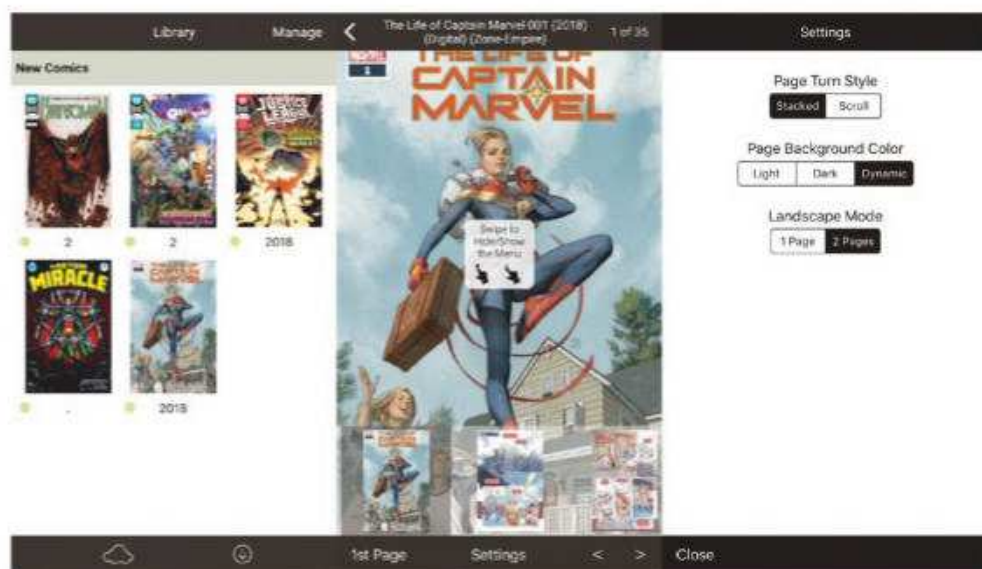 Library
Manage
New Comics
2
2
2018
MIRACLE
.
2018
The Life of Captain Marvel 001 (2018)
(Digital) (Zone-Empire)
1 of 35
THE LIFE OF
CAPTAIN
MARVEL
Swipe to
Hide/Show
the Menu
1st Page
Settings
<
>
Settings
Page Turn Style
Stacked
Scroll
Page Background Color
Light
Dark
Dynamic
Landscape Mode
1 Page
2 Pages
Close